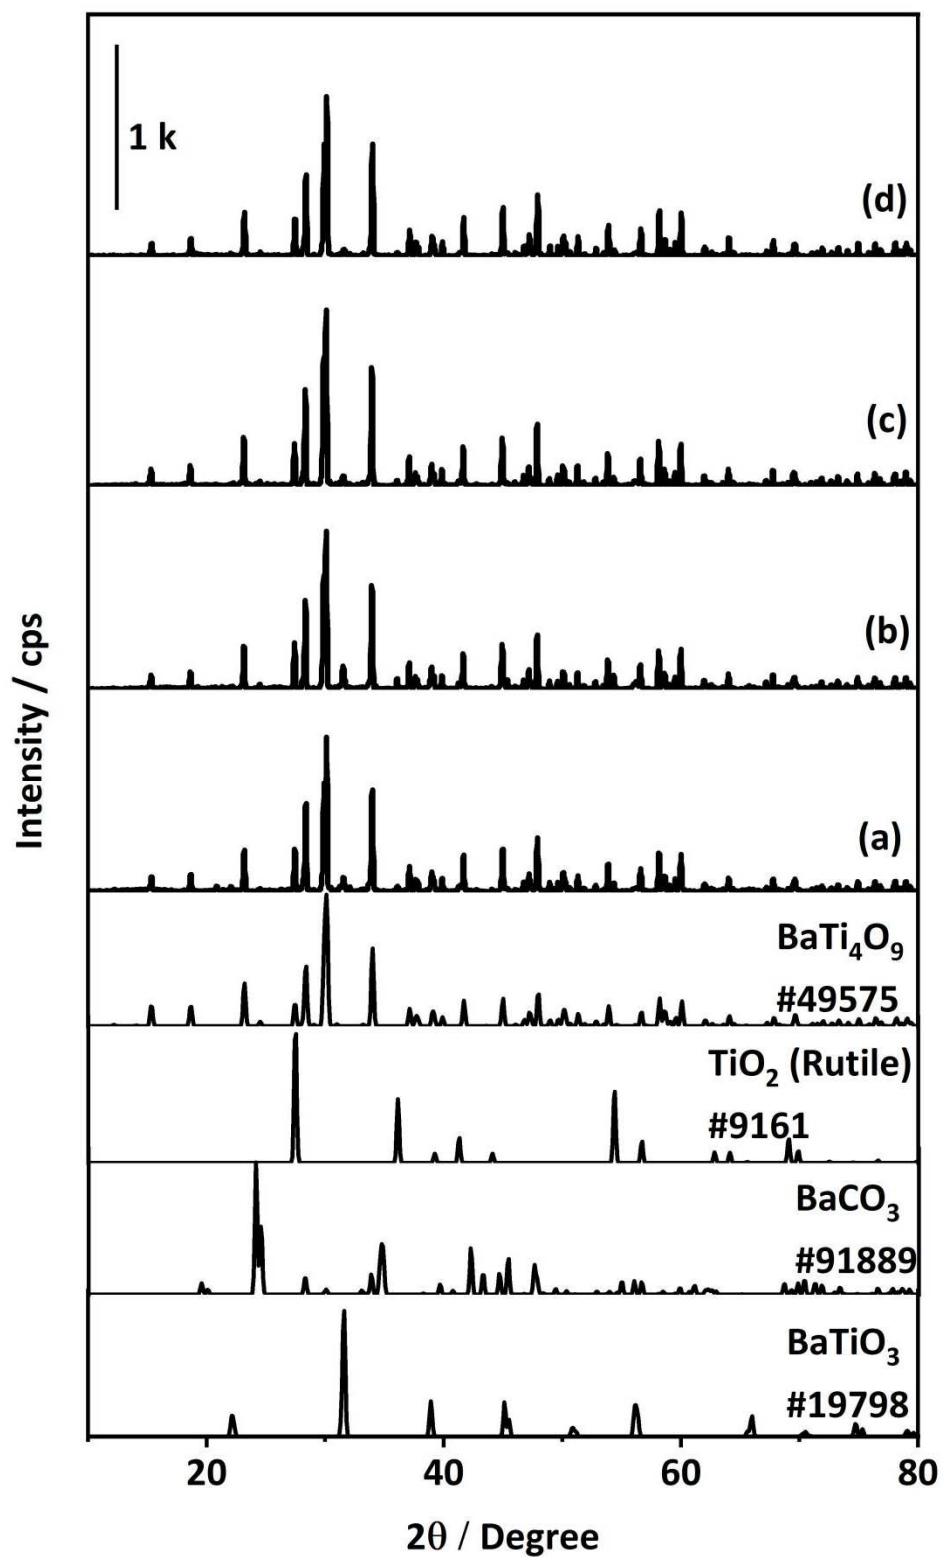 1 k
(d)
(c)
(b)
(a)
BaTi₄O₉
#49575
TiO₂ (Rutile)
#9161
BaCO₃
#91889
BaTiO₃
#19798
Intensity / cps
20 40 60 80
2θ / Degree